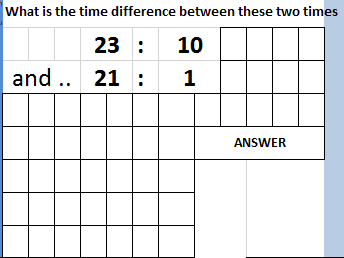 What is the time difference between these two times
23 : 10
and .. 21 : 1
ANSWER